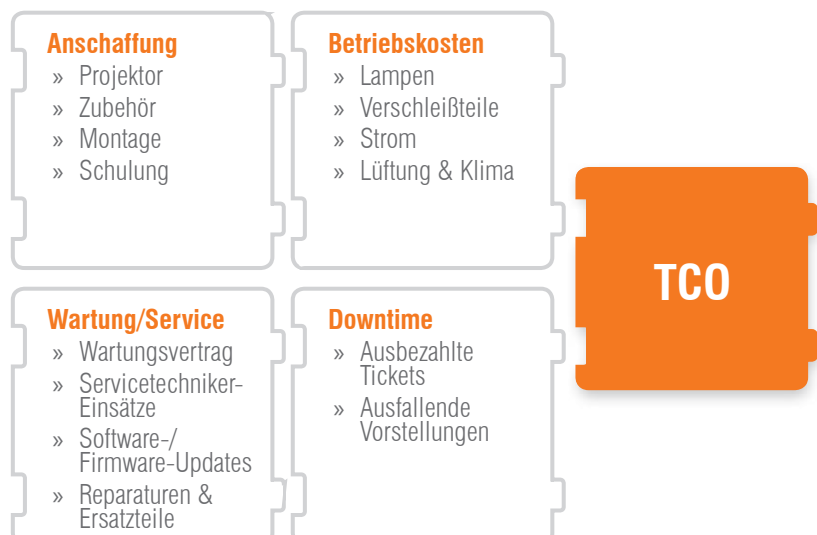 Anschaffung
» Projektor
» Zubehör
» Montage
» Schulung
Betriebskosten
» Lampen
» Verschleißteile
» Strom
» Lüftung & Klima
TCO
Wartung/Service
» Wartungsvertrag
» Servicetechniker-
Einsätze
» Software-/
Firmware-Updates
» Reparaturen &
Ersatzteile
Downtime
» Ausbezahlte
Tickets
» Ausfallende
Vorstellungen